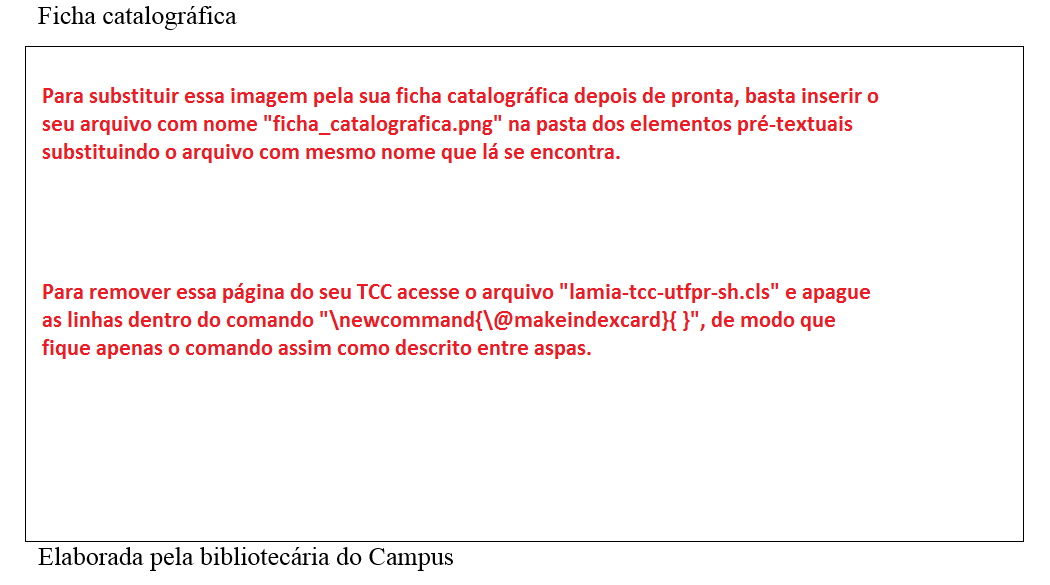 Ficha catalográfica
Para substituir essa imagem pela sua ficha catalográfica depois de pronta, basta inserir o
seu arquivo com nome "ficha_catalografica.png" na pasta dos elementos pré-textuais
substituindo o arquivo com mesmo nome que lá se encontra.
Para remover essa página do seu TCC acesse o arquivo "lamia-tcc-utfpr-sh.cls" e apague
as linhas dentro do comando "\newcommand{\@makeindexcard}{ }", de modo que
fique apenas o comando assim como descrito entre aspas.
Elaborada pela bibliotecária do Campus